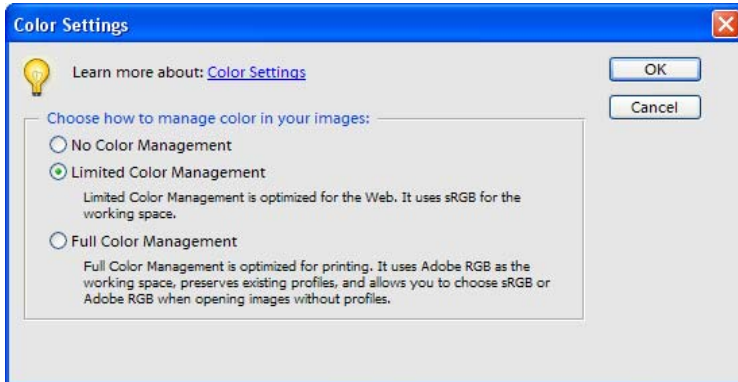 Color Settings
Learn more about: Color Settings
OK
Cancel
Choose how to manage color in your images:
No Color Management
Limited Color Management
Limited Color Management is optimized for the Web. It uses sRGB for the
working space.
Full Color Management
Full Color Management is optimized for printing. It uses Adobe RGB as the
working space, preserves existing profiles, and allows you to choose sRGB or
Adobe RGB when opening images without profiles.